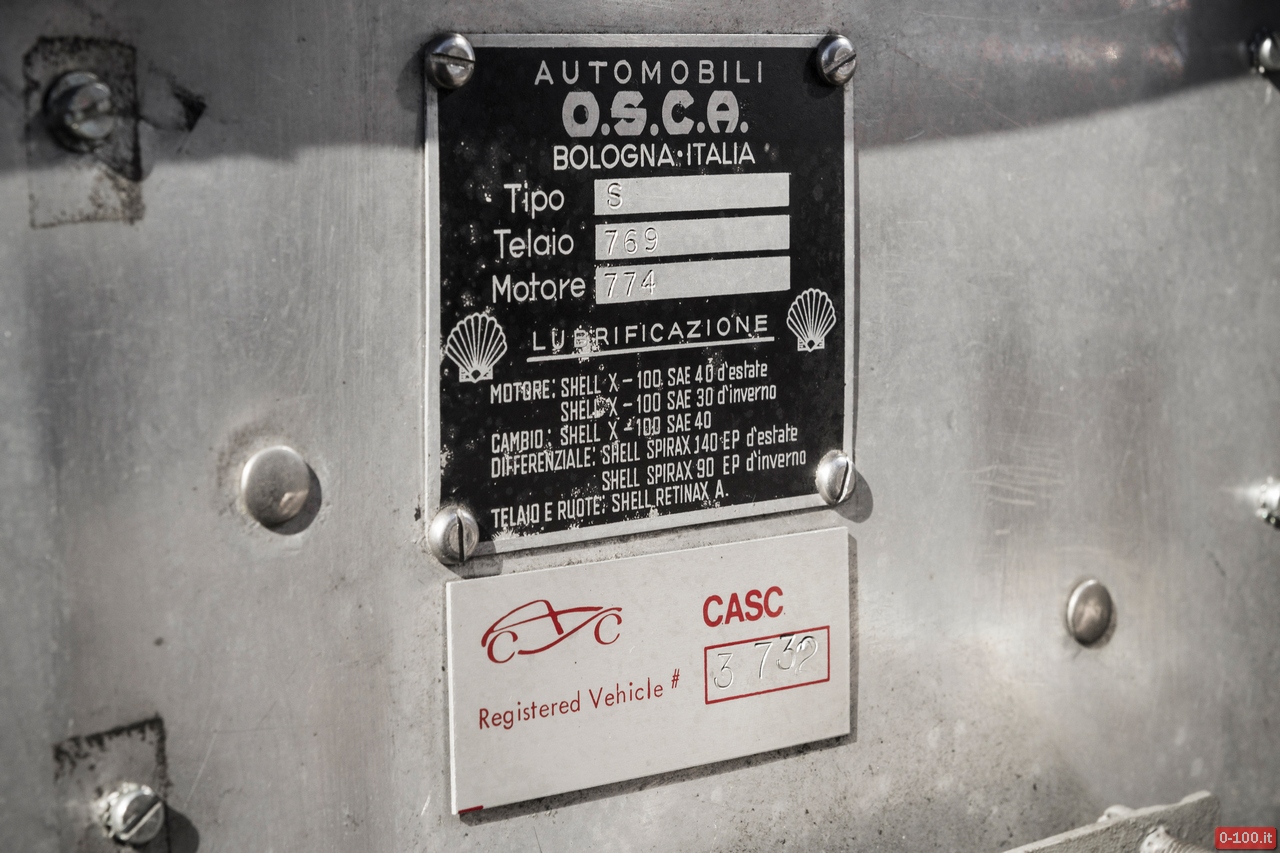 AUTOMOBILI
O.S.C.A.
BOLOGNA·ITALIA
Tipo S
Telaio 769
Motore 774
LUBRIFICAZIONE
MOTORE: SHELL X-100 SAE 40 d'estate
SHELL X-100 SAE 30 d'inverno
CAMBIO: SHELL X-100 SAE 40
DIFFERENZIALE: SHELL SPIRAX 140 EP d'estate
SHELL SPIRAX 90 EP d'inverno
TELAIO E RUOTE: SHELL RETINAX A.
CASC
3 732
Registered Vehicle #
0-100.it